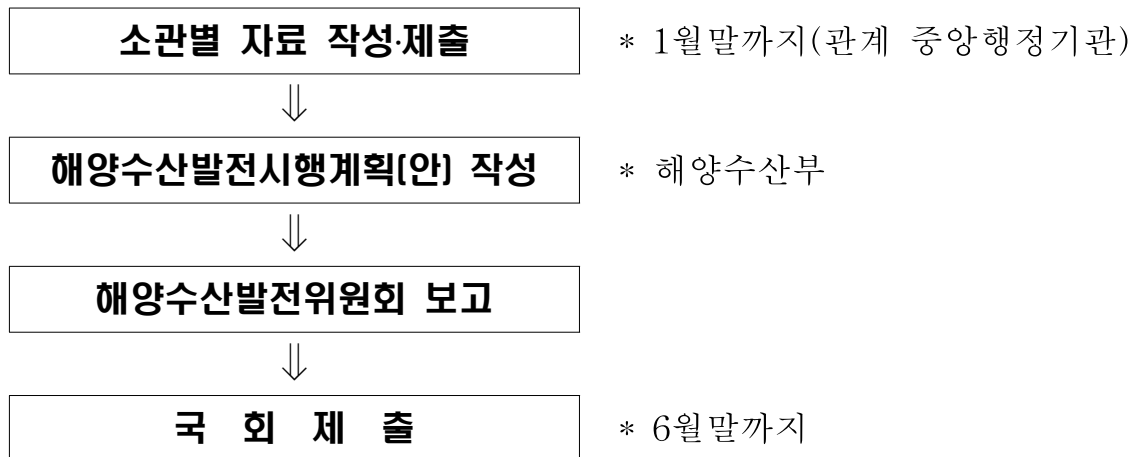 소관별 자료 작성·제출 * 1월말까지(관계 중앙행정기관)
⇓
해양수산발전시행계획(안) 작성 * 해양수산부
⇓
해양수산발전위원회 보고
⇓
국 회 제 출 * 6월말까지